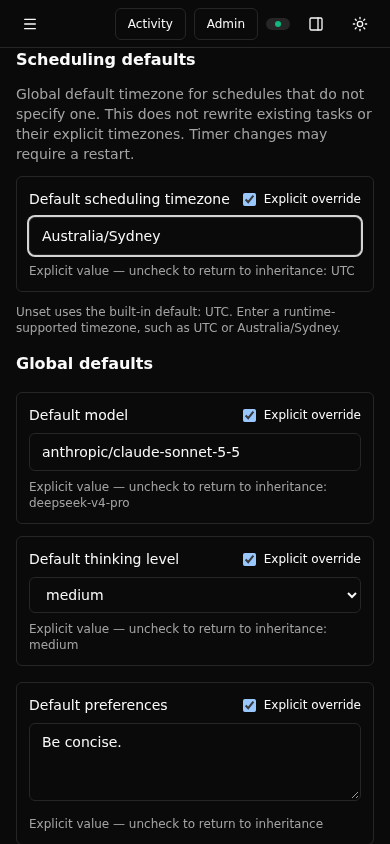 Activity
Admin
Scheduling defaults
Global default timezone for schedules that do not
specify one. This does not rewrite existing tasks or
their explicit timezones. Timer changes may
require a restart.
Default scheduling timezone
Explicit override
Australia/Sydney
Explicit value — uncheck to return to inheritance: UTC
Unset uses the built-in default: UTC. Enter a runtime-
supported timezone, such as UTC or Australia/Sydney.
Global defaults
Default model
Explicit override
anthropic/claude-sonnet-5-5
Explicit value — uncheck to return to inheritance:
deepseek-v4-pro
Default thinking level
Explicit override
medium
Explicit value — uncheck to return to inheritance:
medium
Default preferences
Explicit override
Be concise.
Explicit value — uncheck to return to inheritance